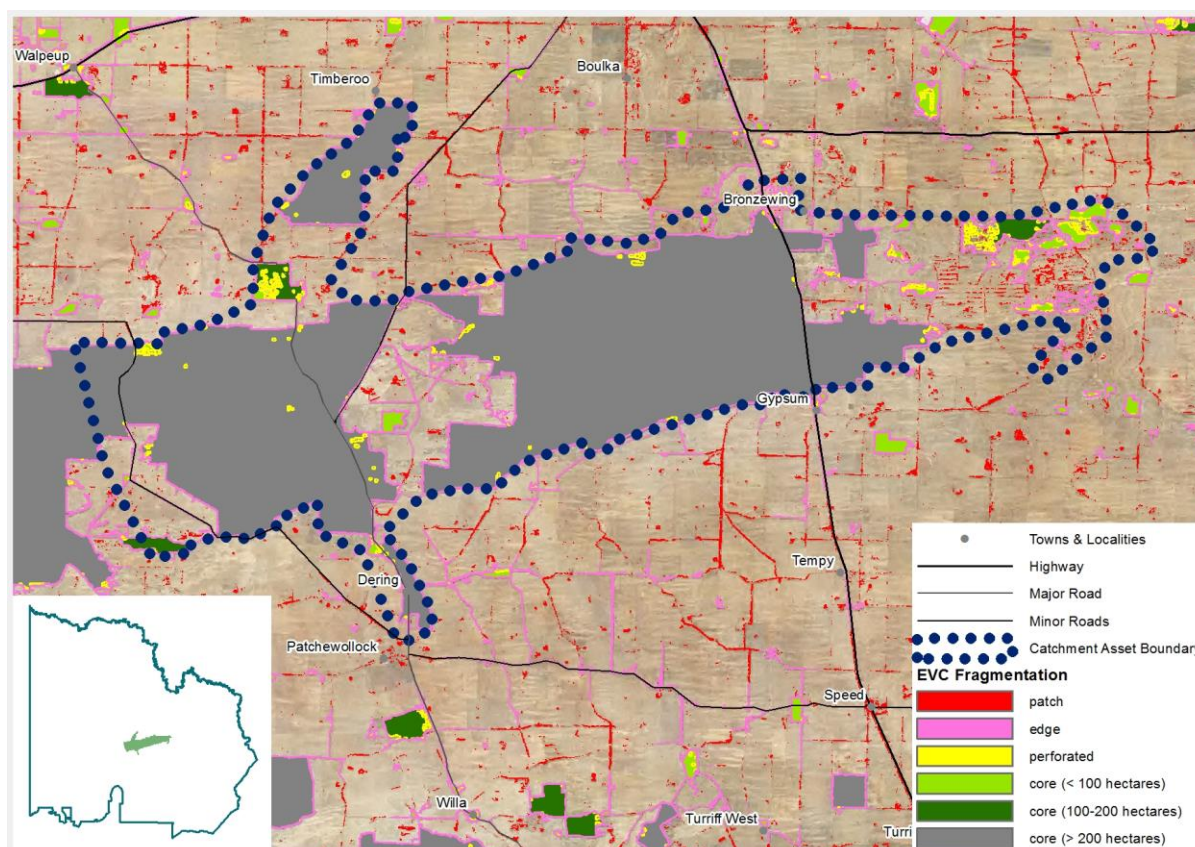 Walpeup
Timberoo
Boulka
Bronzewing
Gypsum
Tempy
Dering
Patchewollock
Speed
Willa
Turriff West
Turri
Towns & Localities
Highway
Major Road
Minor Roads
Catchment Asset Boundary
EVC Fragmentation
patch
edge
perforated
core (< 100 hectares)
core (100-200 hectares)
core (> 200 hectares)